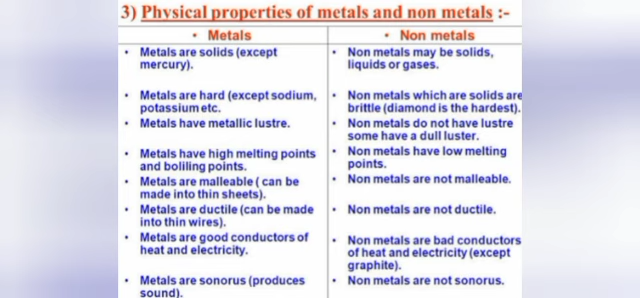 3) Physical properties of metals and non metals :-
• Metals
• Non metals
• Metals are solids (except
mercury).
• Non metals may be solids,
liquids or gases.
• Metals are hard (except sodium,
potassium etc.
• Non metals which are solids are
brittle (diamond is the hardest).
• Metals have metallic lustre.
• Non metals do not have lustre
some have a dull luster.
• Metals have high melting points
and boliling points.
• Non metals have low melting
points.
• Metals are malleable ( can be
made into thin sheets).
• Non metals are not malleable.
• Metals are ductile (can be made
into thin wires).
• Non metals are not ductile.
• Metals are good conductors of
heat and electricity.
• Non metals are bad conductors
of heat and electricity (except
graphite).
• Metals are sonorus (produces
sound).
• Non metals are not sonorus.